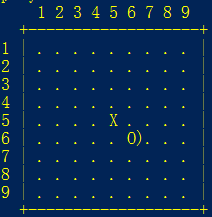 1 2 3 4 5 6 7 8 9
+------------------+
1| . . . . . . . . . |
2| . . . . . . . . . |
3| . . . . . . . . . |
4| . . . . . . . . . |
5| . . . . X . . . . |
6| . . . . . O). . . |
7| . . . . . . . . . |
8| . . . . . . . . . |
9| . . . . . . . . . |
+------------------+